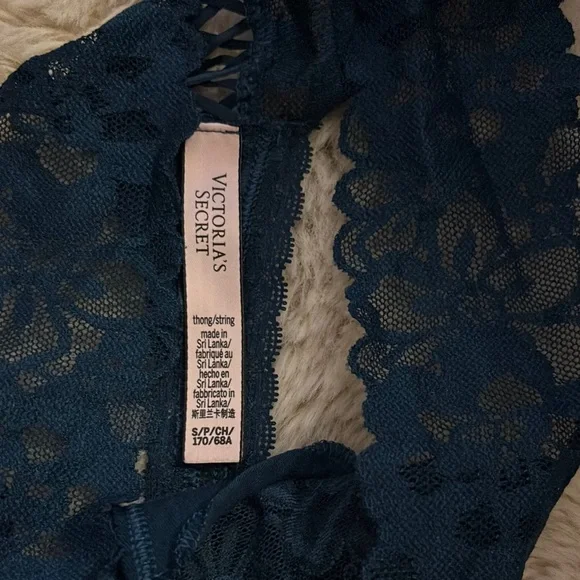 VICTORIA'S
SECRET
thong/string
made in
Sri Lanka/
fabriqué au
Sri Lanka/
hecho en
Sri Lanka/
fabbricato in
Sri Lanka/
斯里兰卡制造
S/P/CH/
170/68A